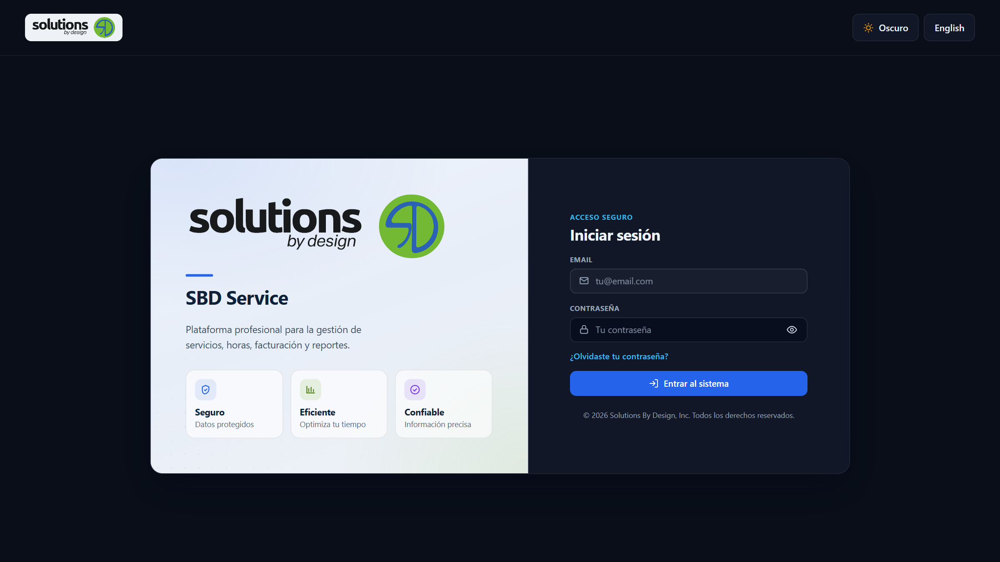 solutions
by design
Oscuro
English
solutions
by design
SBD Service
Plataforma profesional para la gestión de
servicios, horas, facturación y reportes.
Seguro
Datos protegidos
Eficiente
Optimiza tu tiempo
Confiable
Información precisa
ACCESO SEGURO
Iniciar sesión
EMAIL
tu@email.com
CONTRASEÑA
Tu contraseña
¿Olvidaste tu contraseña?
Entrar al sistema
© 2026 Solutions By Design, Inc. Todos los derechos reservados.